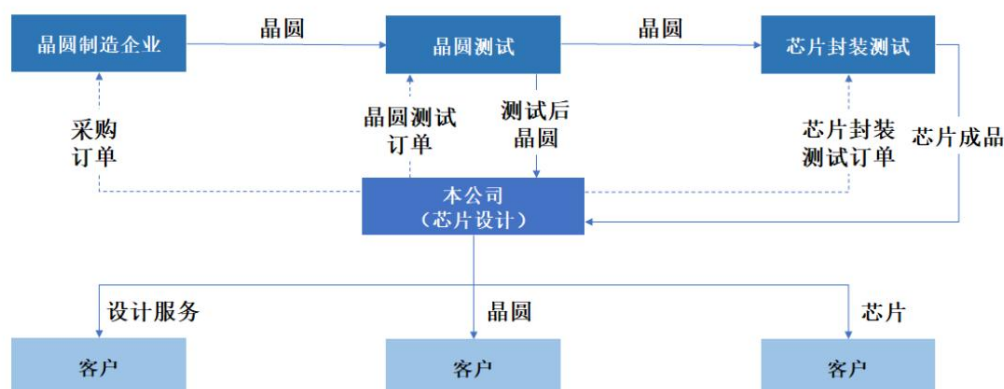 晶圆
晶圆
晶圆制造企业
晶圆测试
芯片封装测试
采购
订单
晶圆测试
订单
测试后
晶圆
芯片封装
测试订单
芯片成品
本公司
（芯片设计）
设计服务
晶圆
芯片
客户
客户
客户